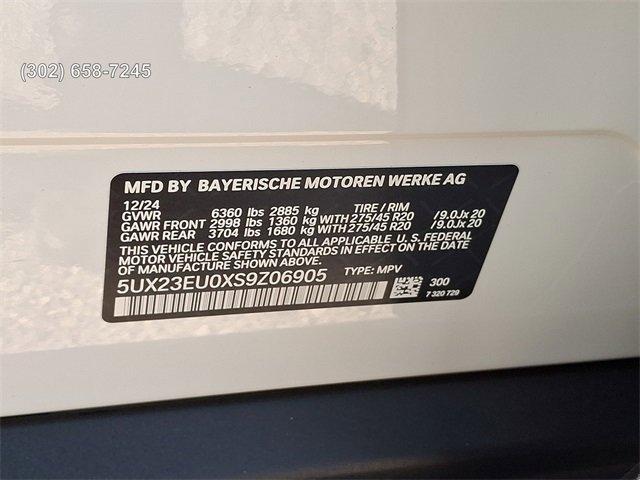 (302) 658-7245
MFD BY BAYERISCHE MOTOREN WERKE AG
12/24
GVWR 6360 lbs 2885 kg TIRE / RIM
GAWR FRONT 2998 lbs 1360 kg WITH 275/45 R20 /9.0Jx 20
GAWR REAR 3704 lbs 1680 kg WITH 275/45 R20 /9.0Jx 20
THIS VEHICLE CONFORMS TO ALL APPLICABLE U. S. FEDERAL
MOTOR VEHICLE SAFETY STANDARDS IN EFFECT ON THE
DATE OF MANUFACTURE SHOWN ABOVE.
5UX23EU0XS9Z06905 TYPE: MPV
300
7 320 729